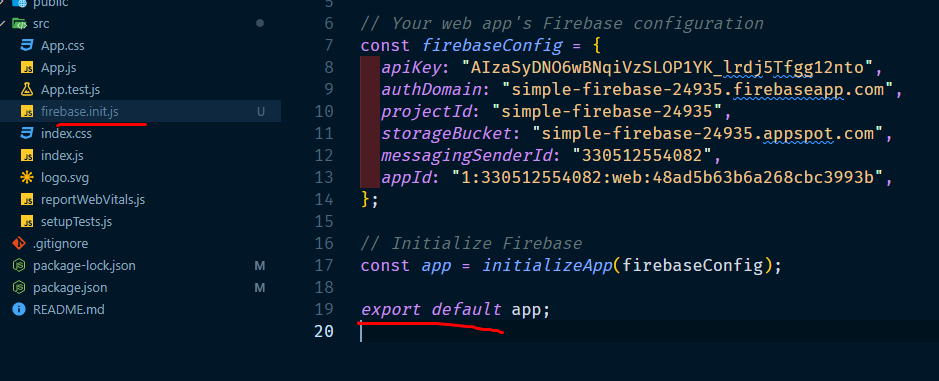 public
src
App.css
App.js
App.test.js
firebase.init.js U
index.css
index.js
logo.svg
reportWebVitals.js
setupTests.js
.gitignore
package-lock.json M
package.json M
README.md
5
6 // Your web app's Firebase configuration
7 const firebaseConfig = {
8 apiKey: "AIzaSyDNO6wBNqiVzSLOP1YK_lrdj5Tfgg12nto",
9 authDomain: "simple-firebase-24935.firebaseapp.com",
10 projectId: "simple-firebase-24935",
11 storageBucket: "simple-firebase-24935.appspot.com",
12 messagingSenderId: "330512554082",
13 appId: "1:330512554082:web:48ad5b63b6a268cbc3993b",
14 };
15
16 // Initialize Firebase
17 const app = initializeApp(firebaseConfig);
18
19 export default app;
20